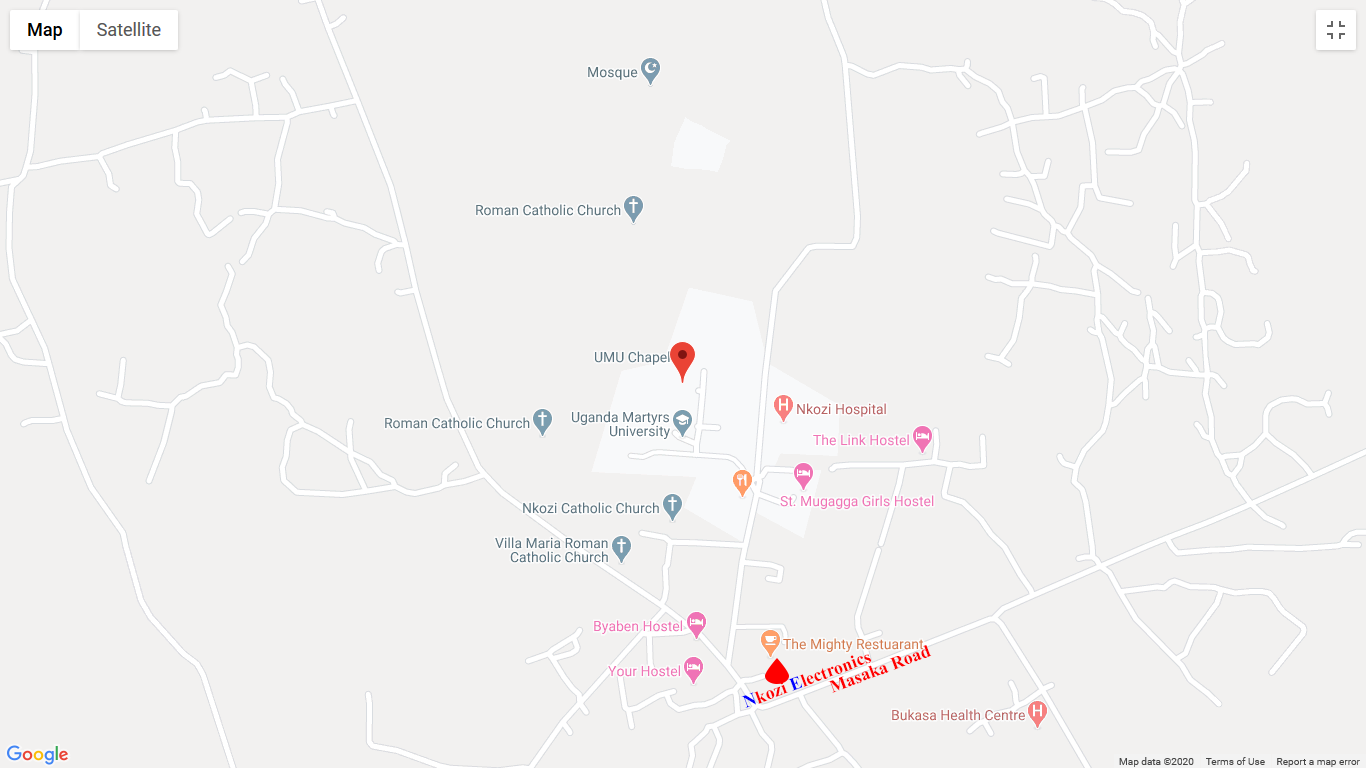 Map Satellite
Mosque
Roman Catholic Church
UMU Chapel
Nkozi Hospital
Uganda Martyrs
University
Roman Catholic Church
The Link Hostel
St. Mugagga Girls Hostel
Nkozi Catholic Church
Villa Maria Roman
Catholic Church
Byaben Hostel
The Mighty Restuarant
Your Hostel
Nkozi Electronics
Masaka Road
Bukasa Health Centre
Google
Map data ©2020 Terms of Use Report a map error